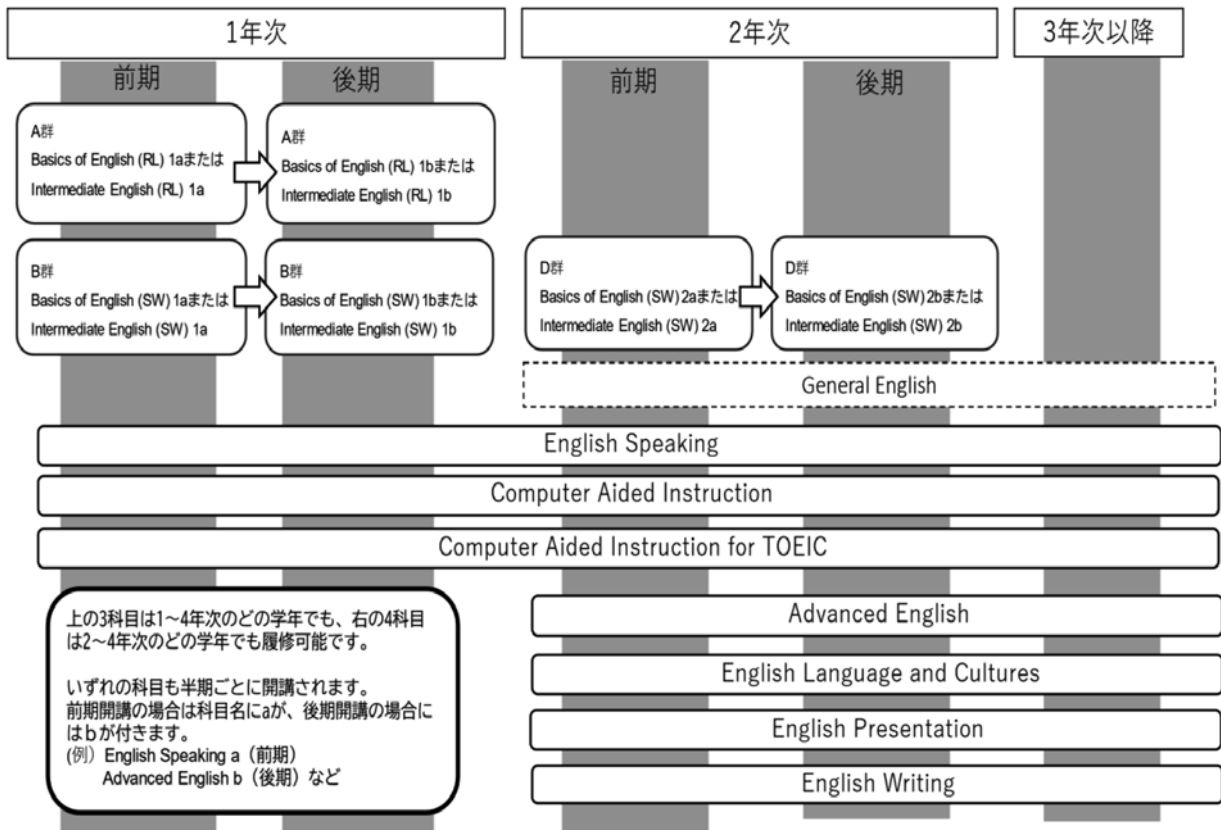 1年次
2年次
3年次以降
前期
後期
前期
後期
A群
Basics of English (RL) 1aまたは
Intermediate English (RL) 1a
A群
Basics of English (RL) 1bまたは
Intermediate English (RL) 1b
B群
Basics of English (SW) 1aまたは
Intermediate English (SW) 1a
B群
Basics of English (SW) 1bまたは
Intermediate English (SW) 1b
D群
Basics of English (SW) 2aまたは
Intermediate English (SW) 2a
D群
Basics of English (SW) 2bまたは
Intermediate English (SW) 2b
General English
English Speaking
Computer Aided Instruction
Computer Aided Instruction for TOEIC
上の3科目は1～4年次のどの学年でも、右の4科目
は2～4年次のどの学年でも履修可能です。
いずれの科目も半期ごとに開講されます。
前期開講の場合は科目名にaが、後期開講の場合に
はｂが付きます。
(例）English Speaking a（前期）
Advanced English b（後期）など
Advanced English
English Language and Cultures
English Presentation
English Writing